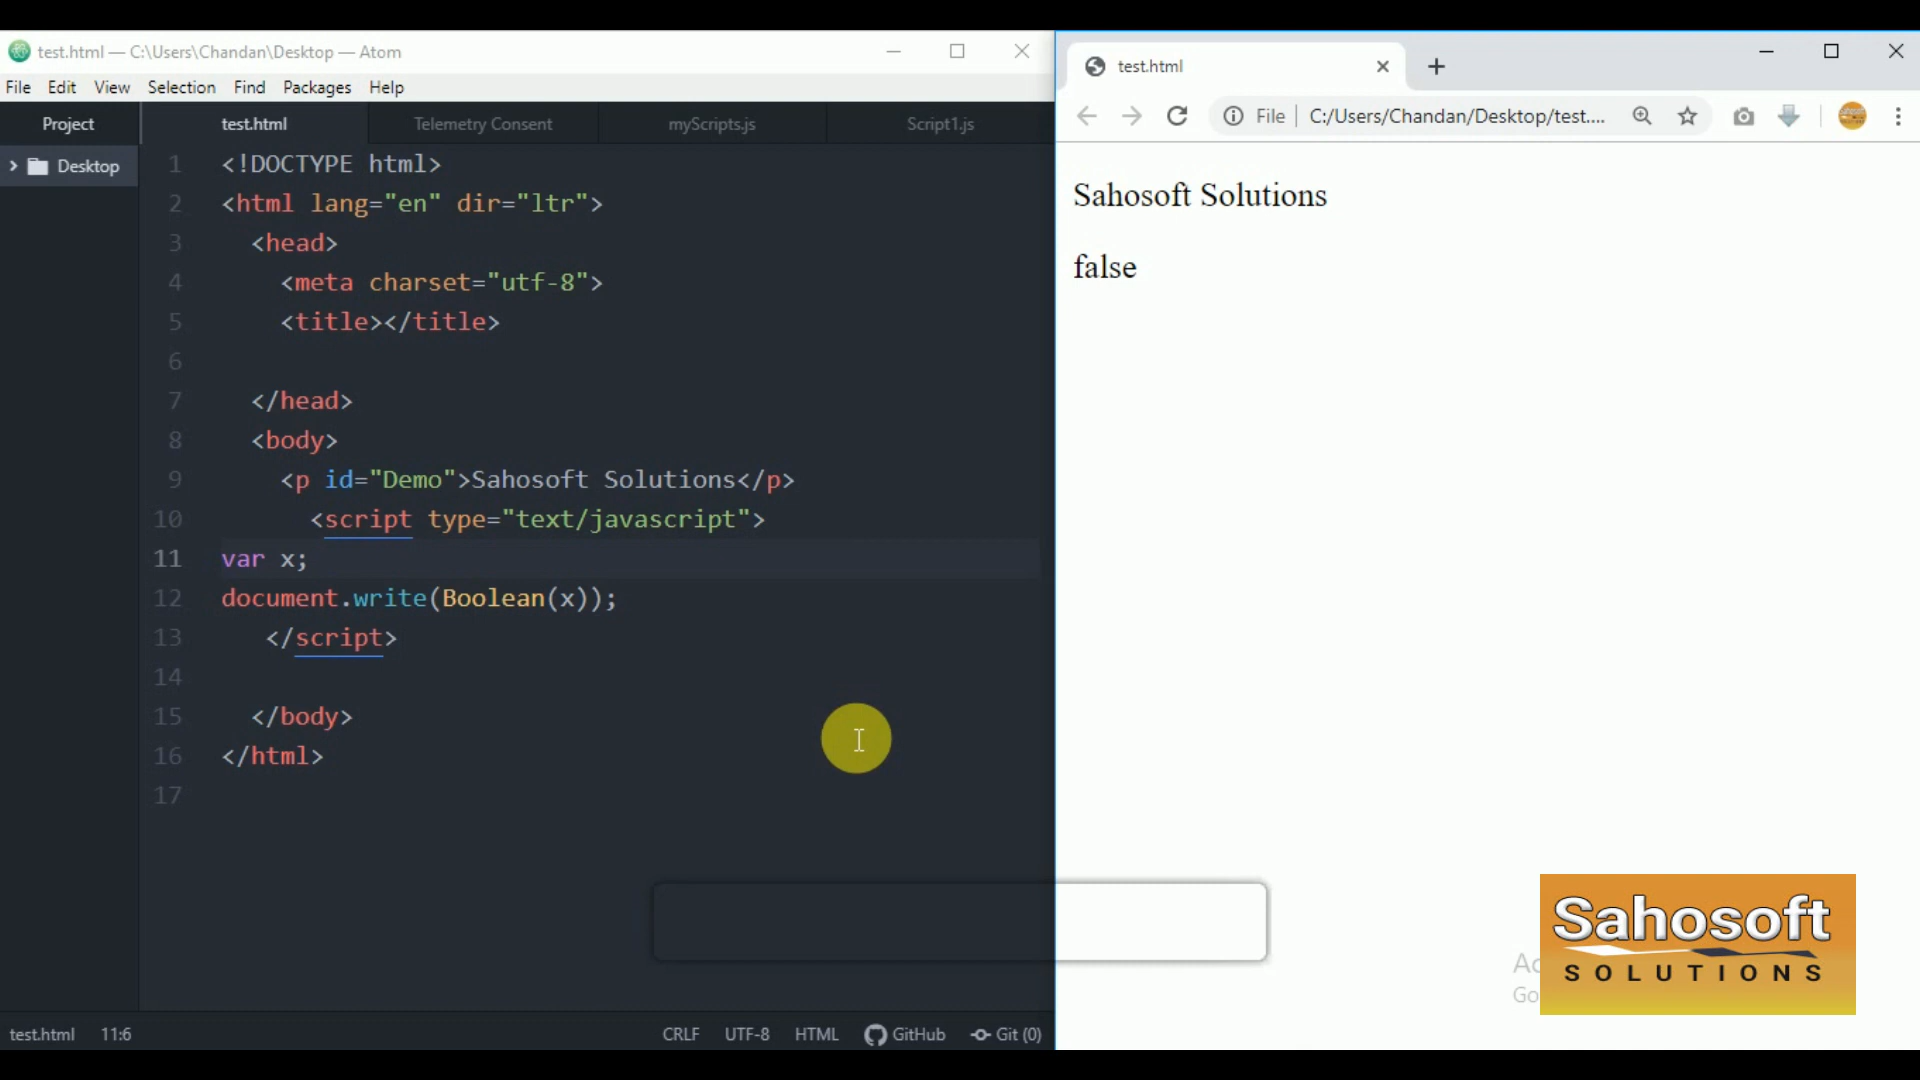 test.html — C:\Users\Chandan\Desktop — Atom
File Edit View Selection Find Packages Help
Project
Desktop
test.html Telemetry Consent myScripts.js Script1.js
1 <!DOCTYPE html>
2 <html lang="en" dir="ltr">
3 <head>
4 <meta charset="utf-8">
5 <title></title>
6
7 </head>
8 <body>
9 <p id="Demo">Sahosoft Solutions</p>
10 <script type="text/javascript">
11 var x;
12 document.write(Boolean(x));
13 </script>
14
15 </body>
16 </html>
17
test.html 11:6 CRLF UTF-8 HTML GitHub Git (0)
test.html
File C:/Users/Chandan/Desktop/test....
Sahosoft Solutions
false
Sahosoft
SOLUTIONS